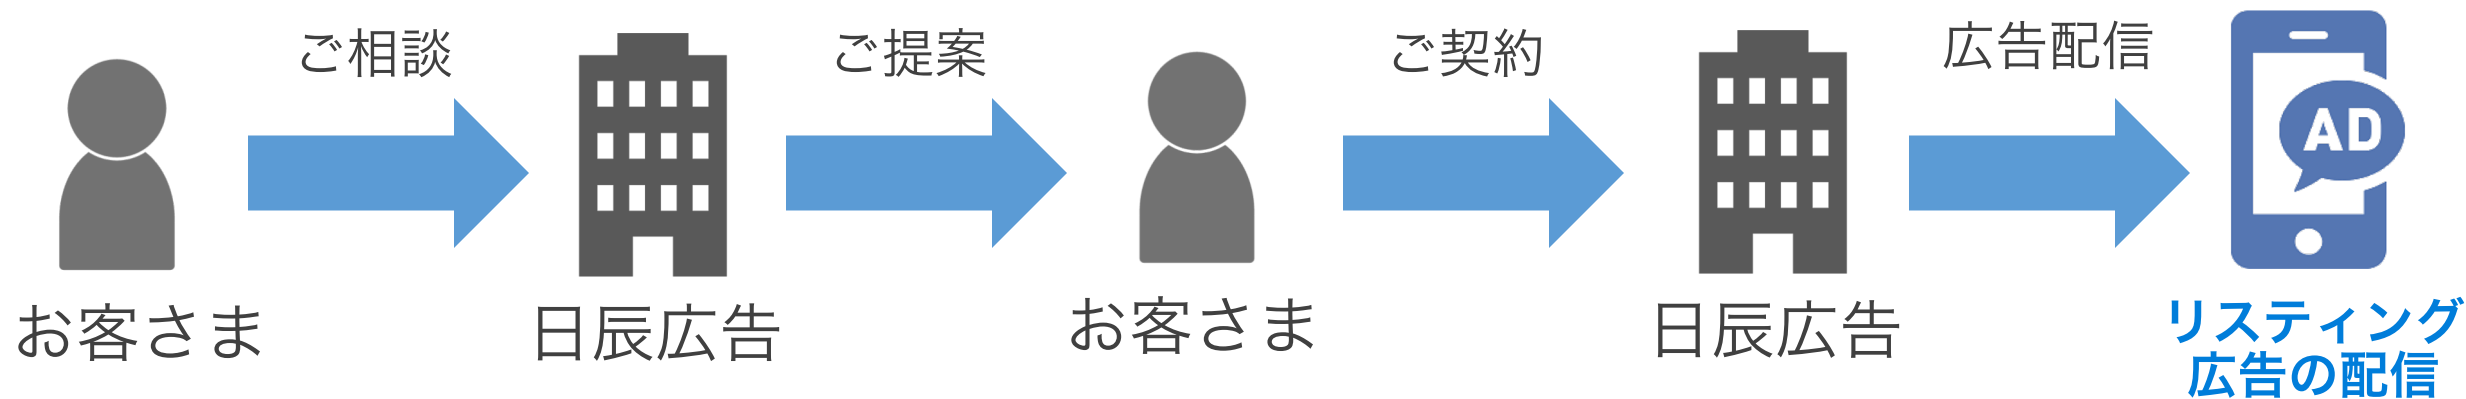 ご相談
ご提案
ご契約
広告配信
AD
お客さま
日辰広告
お客さま
日辰広告
リスティング
広告の配信